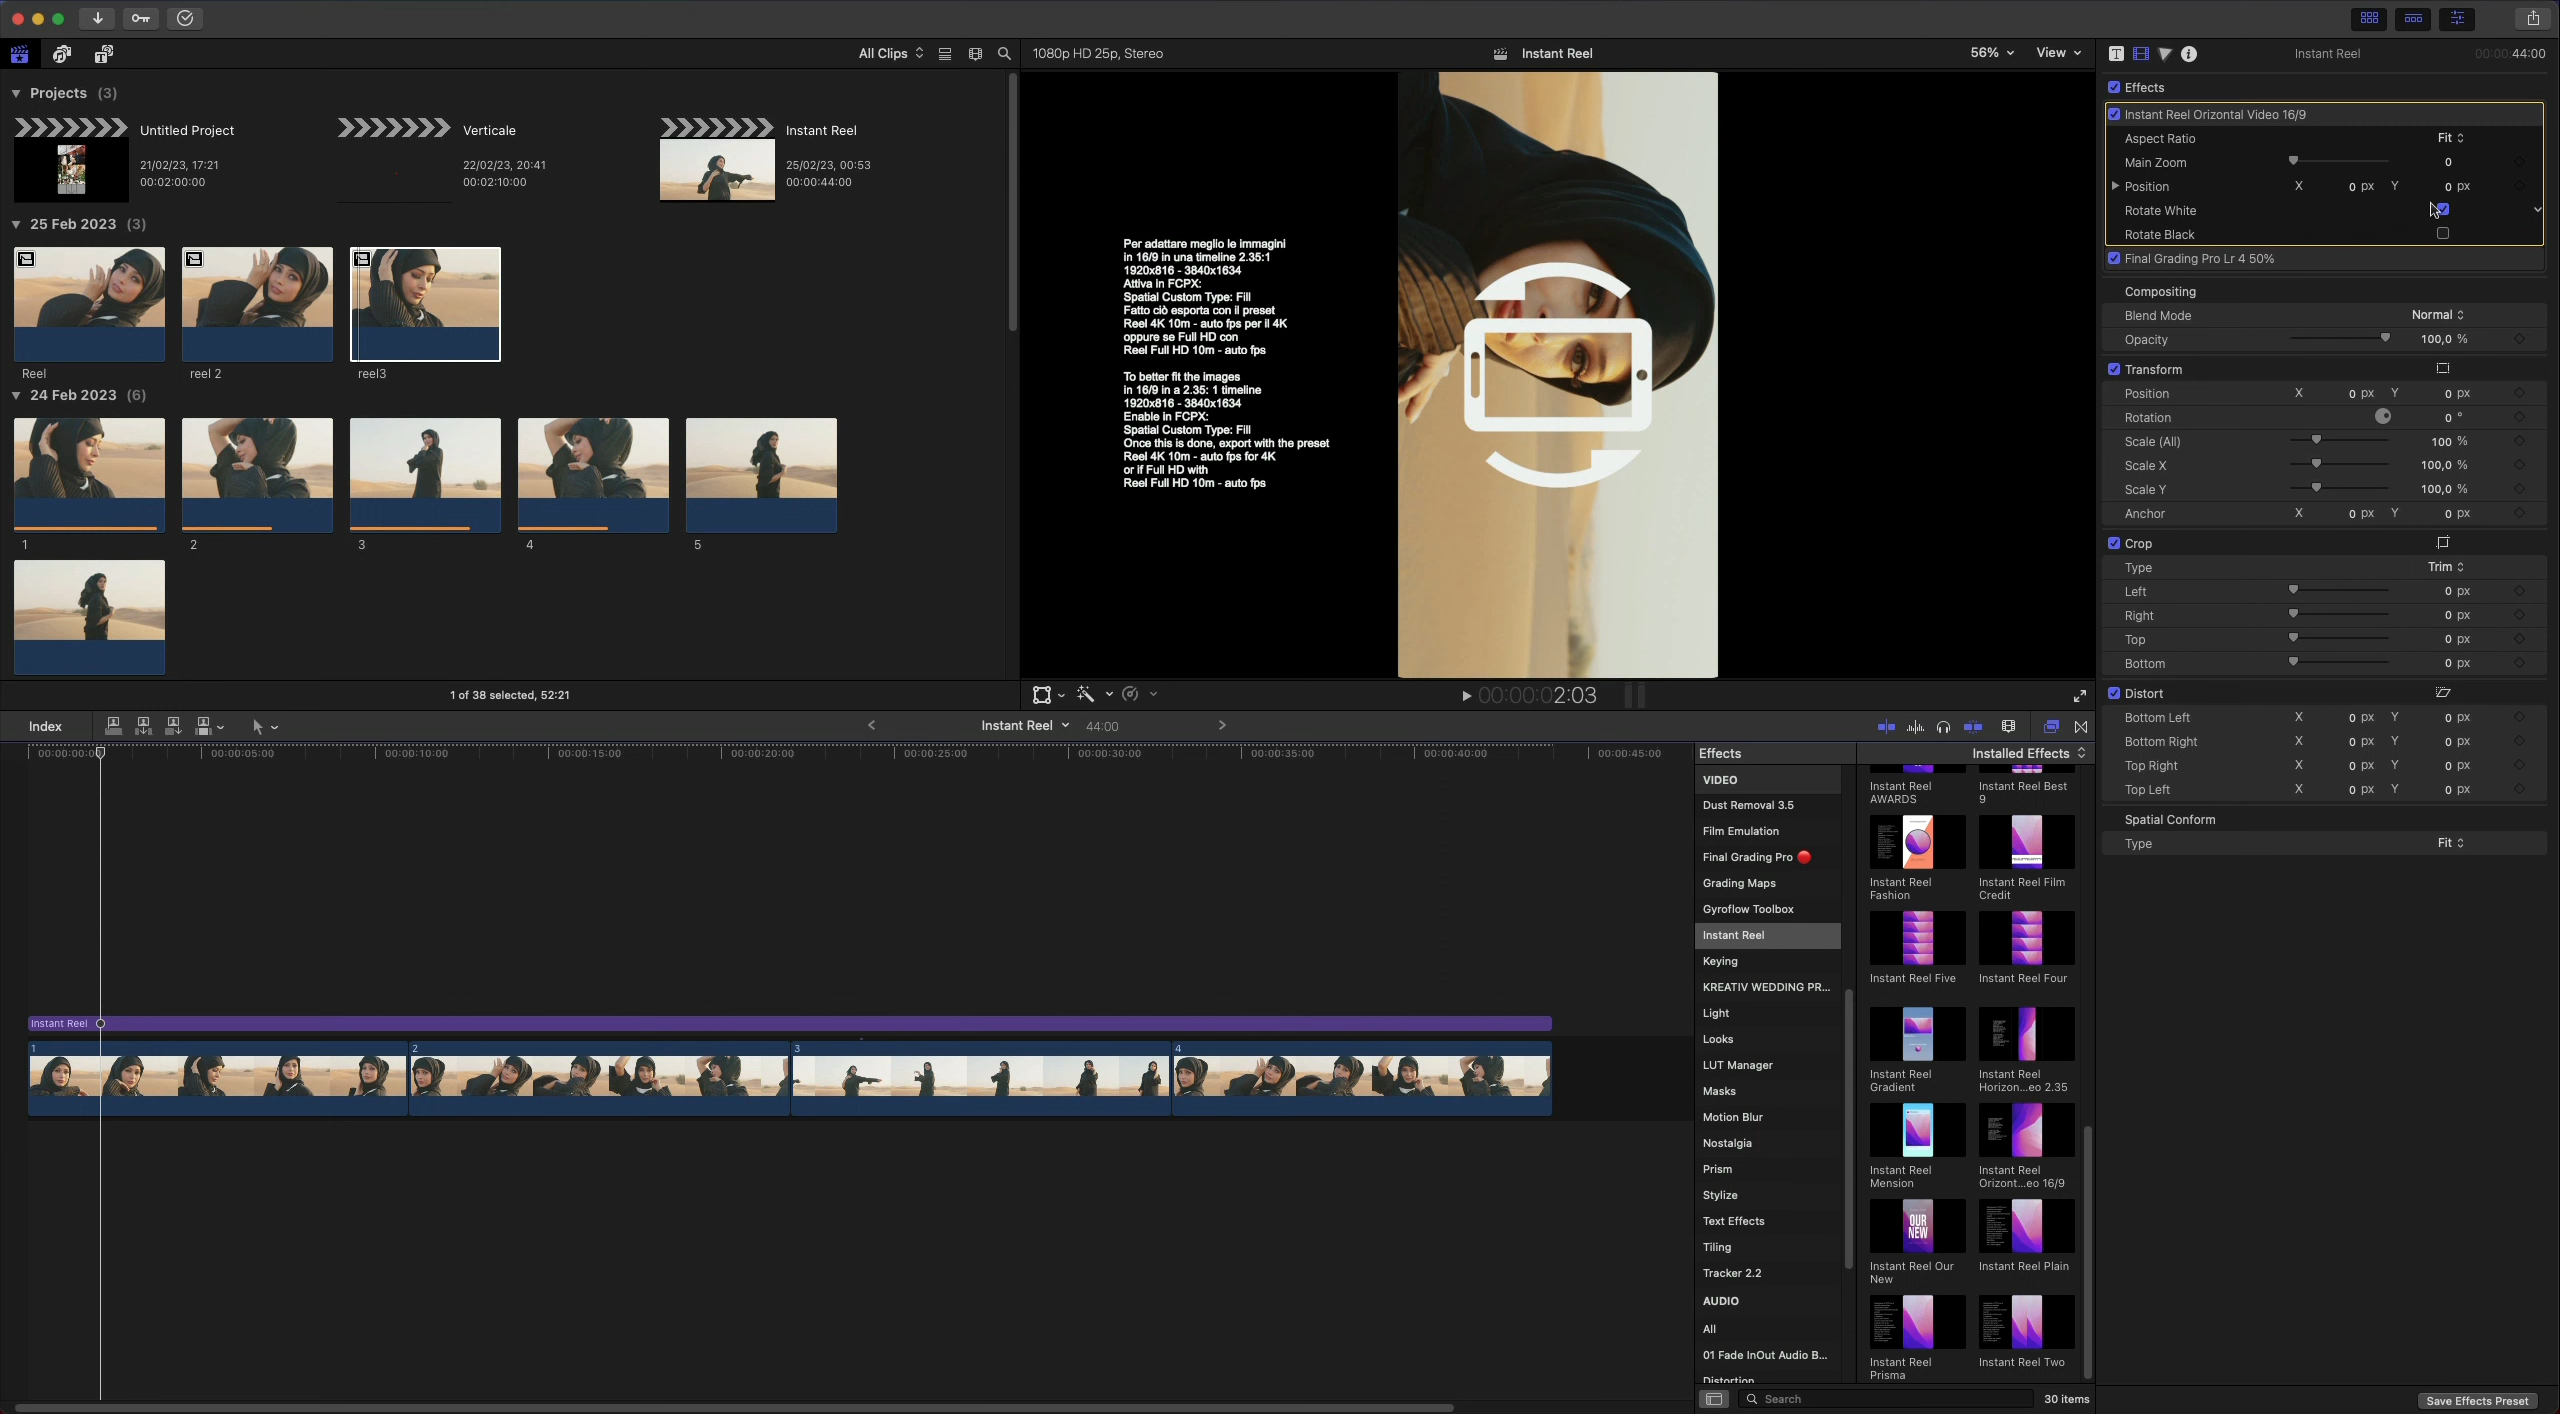 All Clips
1080p HD 25p, Stereo
Instant Reel
56%
View
Instant Reel
00:00:44:00
Projects (3)
Untitled Project
21/02/23, 17:21
00:02:00:00
Verticale
22/02/23, 20:41
00:02:10:00
Instant Reel
25/02/23, 00:53
00:00:44:00
25 Feb 2023 (3)
Reel
reel 2
reel3
24 Feb 2023 (6)
1
2
3
4
5
1 of 38 selected, 52:21
Per adattare meglio le immagini
in 16/9 in una timeline 2.35:1
1920x816 - 3840x1634
Attiva in FCPX:
Spatial Custom Type: Fill
Fatto ciò esporta con il preset
Reel 4K 10m - auto fps per il 4K
oppure se Full HD con
Reel Full HD 10m - auto fps
To better fit the images
in 16/9 in a 2.35: 1 timeline
1920x816 - 3840x1634
Enable in FCPX:
Spatial Custom Type: Fill
Once this is done, export with the preset
Reel 4K 10m - auto fps for 4K
or if Full HD with
Reel Full HD 10m - auto fps
00:00:02:03
Effects
Instant Reel Orizontal Video 16/9
Aspect Ratio Fit
Main Zoom 0
Position X 0 px Y 0 px
Rotate White
Rotate Black
Final Grading Pro Lr 4 50%
Compositing
Blend Mode Normal
Opacity 100,0 %
Transform
Position X 0 px Y 0 px
Rotation 0 °
Scale (All) 100 %
Scale X 100,0 %
Scale Y 100,0 %
Anchor X 0 px Y 0 px
Crop
Type Trim
Left 0 px
Right 0 px
Top 0 px
Bottom 0 px
Distort
Bottom Left X 0 px Y 0 px
Bottom Right X 0 px Y 0 px
Top Right X 0 px Y 0 px
Top Left X 0 px Y 0 px
Spatial Conform
Type Fit
Save Effects Preset
Index
Instant Reel 44:00
00:00:00:00 00:00:05:00 00:00:10:00 00:00:15:00 00:00:20:00 00:00:25:00 00:00:30:00 00:00:35:00 00:00:40:00 00:00:45:00
Instant Reel
1 2 3 4
Effects
VIDEO
Dust Removal 3.5
Film Emulation
Final Grading Pro
Grading Maps
Gyroflow Toolbox
Instant Reel
Keying
KREATIV WEDDING PR...
Light
Looks
LUT Manager
Masks
Motion Blur
Nostalgia
Prism
Stylize
Text Effects
Tiling
Tracker 2.2
AUDIO
All
01 Fade InOut Audio B...
Distortion
Installed Effects
Instant Reel
AWARDS
Instant Reel Best
9
Instant Reel
Fashion
Instant Reel Film
Credit
Instant Reel Five
Instant Reel Four
Instant Reel
Gradient
Instant Reel
Horizon...eo 2.35
Instant Reel
Mension
Instant Reel
Orizont...eo 16/9
OUR
NEW
Instant Reel Our
New
Instant Reel Plain
Instant Reel
Prisma
Instant Reel Two
Search
30 items